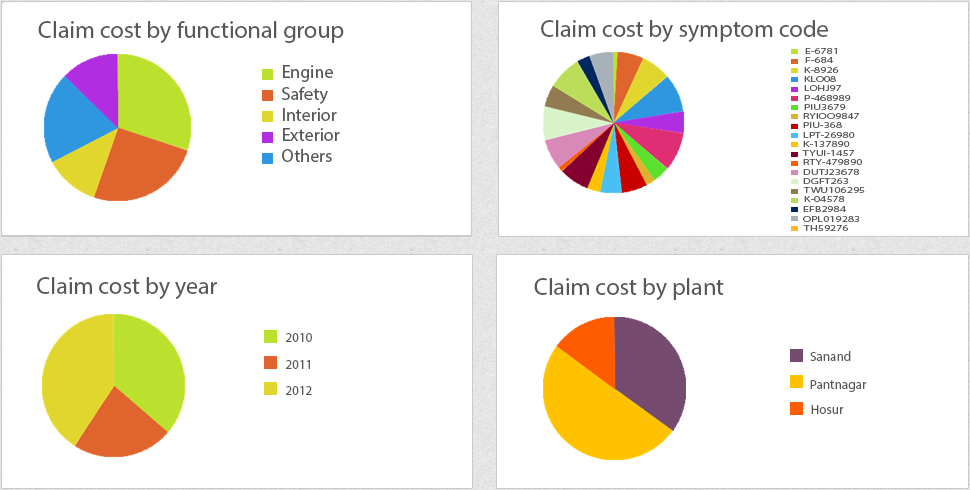 Claim cost by functional group
Engine
Safety
Interior
Exterior
Others
Claim cost by symptom code
E-6781
F-684
K-8926
KLO08
LOHJ97
P-468989
PIU3679
RYIOO9847
PIU-368
LPT-26980
K-137890
TYUI-1457
RTY-479890
DUTJ23678
DGFT263
TWU106295
K-04578
EFB2984
OPL019283
TH59276
Claim cost by year
2010
2011
2012
Claim cost by plant
Sanand
Pantnagar
Hosur